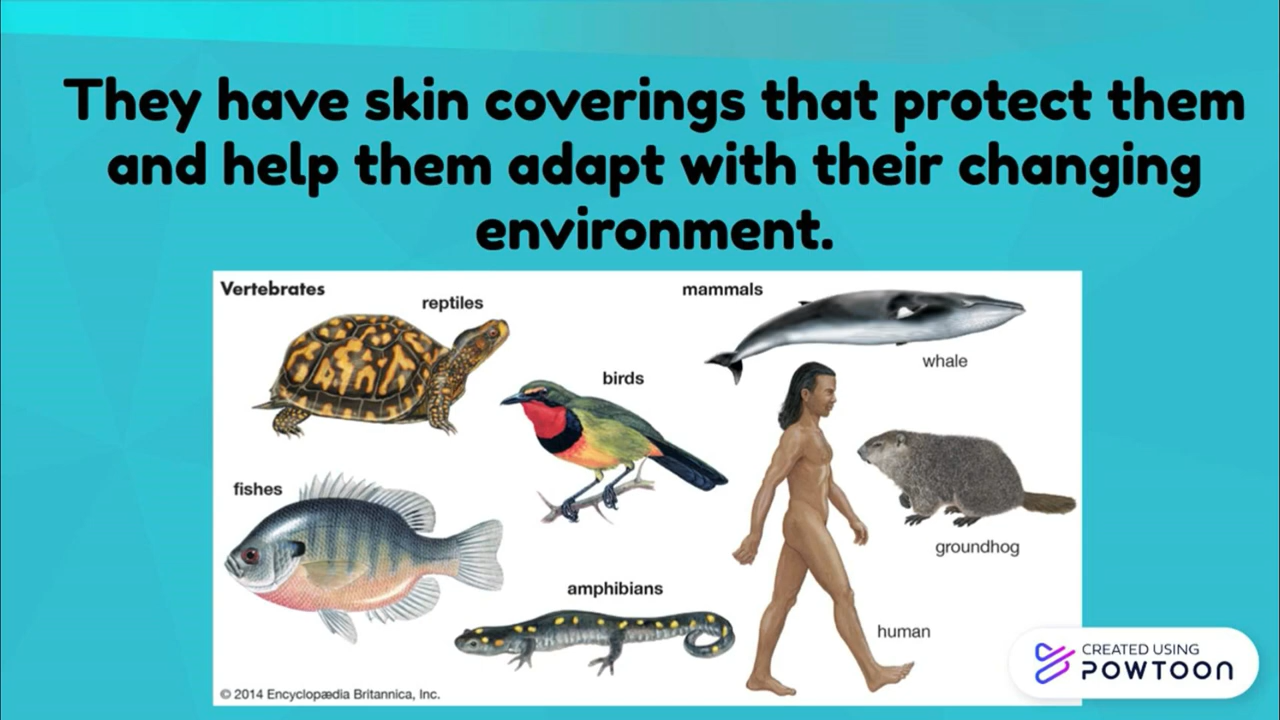 They have skin coverings that protect them
and help them adapt with their changing
environment.
Vertebrates
reptiles
mammals
whale
birds
fishes
groundhog
amphibians
human
© 2014 Encyclopædia Britannica, Inc.
CREATED USING
POWTOON